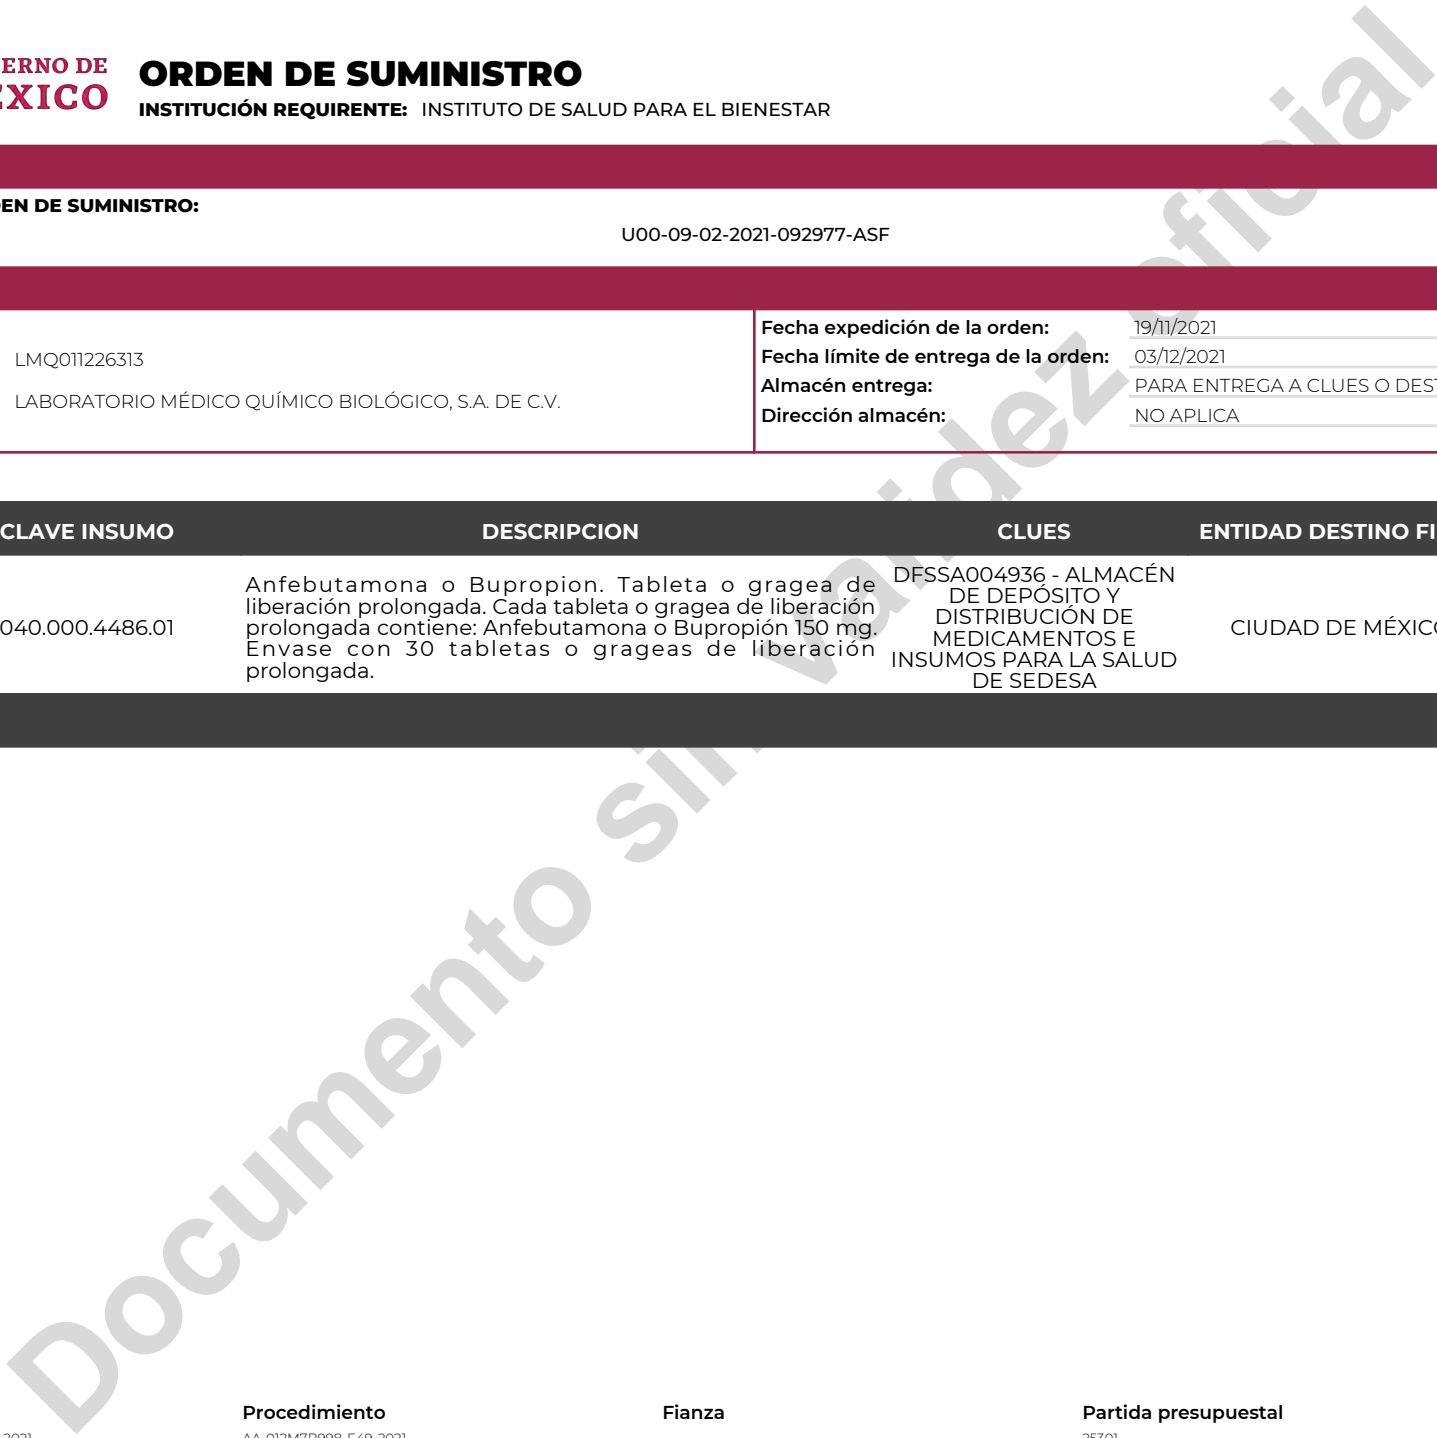 ORDEN DE SUMINISTRO
INSTITUCIÓN REQUIRENTE: INSTITUTO DE SALUD PARA EL BIENESTAR
ERNO DE
EXICO
EN DE SUMINISTRO:
U00-09-02-2021-092977-ASF
LMQ011226313
LABORATORIO MÉDICO QUÍMICO BIOLÓGICO, S.A. DE C.V.
Fecha expedición de la orden: 19/11/2021
Fecha límite de entrega de la orden: 03/12/2021
Almacén entrega: PARA ENTREGA A CLUES O DEST
Dirección almacén: NO APLICA
CLAVE INSUMO DESCRIPCION CLUES ENTIDAD DESTINO FI
040.000.4486.01
Anfebutamona o Bupropion. Tableta o gragea de
liberación prolongada. Cada tableta o gragea de liberación
prolongada contiene: Anfebutamona o Bupropión 150 mg.
Envase con 30 tabletas o grageas de liberación
prolongada.
DFSSA004936 - ALMACÉN
DE DEPÓSITO Y
DISTRIBUCIÓN DE
MEDICAMENTOS E
INSUMOS PARA LA SALUD
DE SEDESA
CIUDAD DE MÉXICO
Documento sin validez oficial
Procedimiento Fianza Partida presupuestal